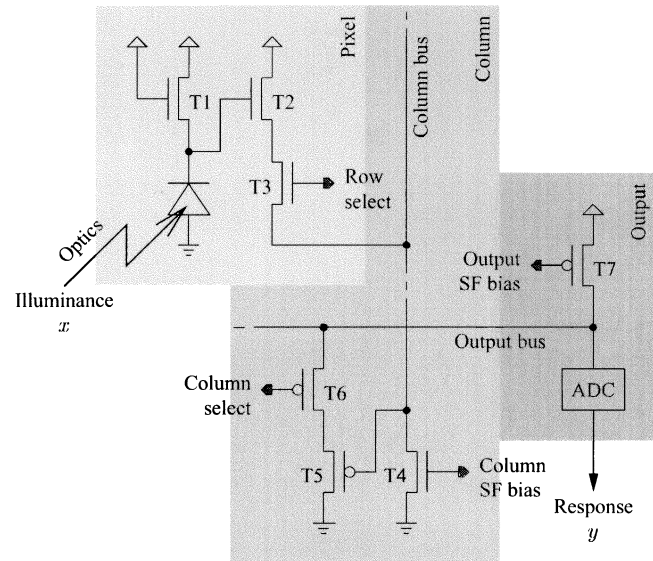 Pixel
Column bus
Column
T1
T2
T3
Row
select
Optics
Illuminance
x
Output
Output
SF bias
T7
Output bus
Column
select
T6
ADC
T5
T4
Column
SF bias
Response
y